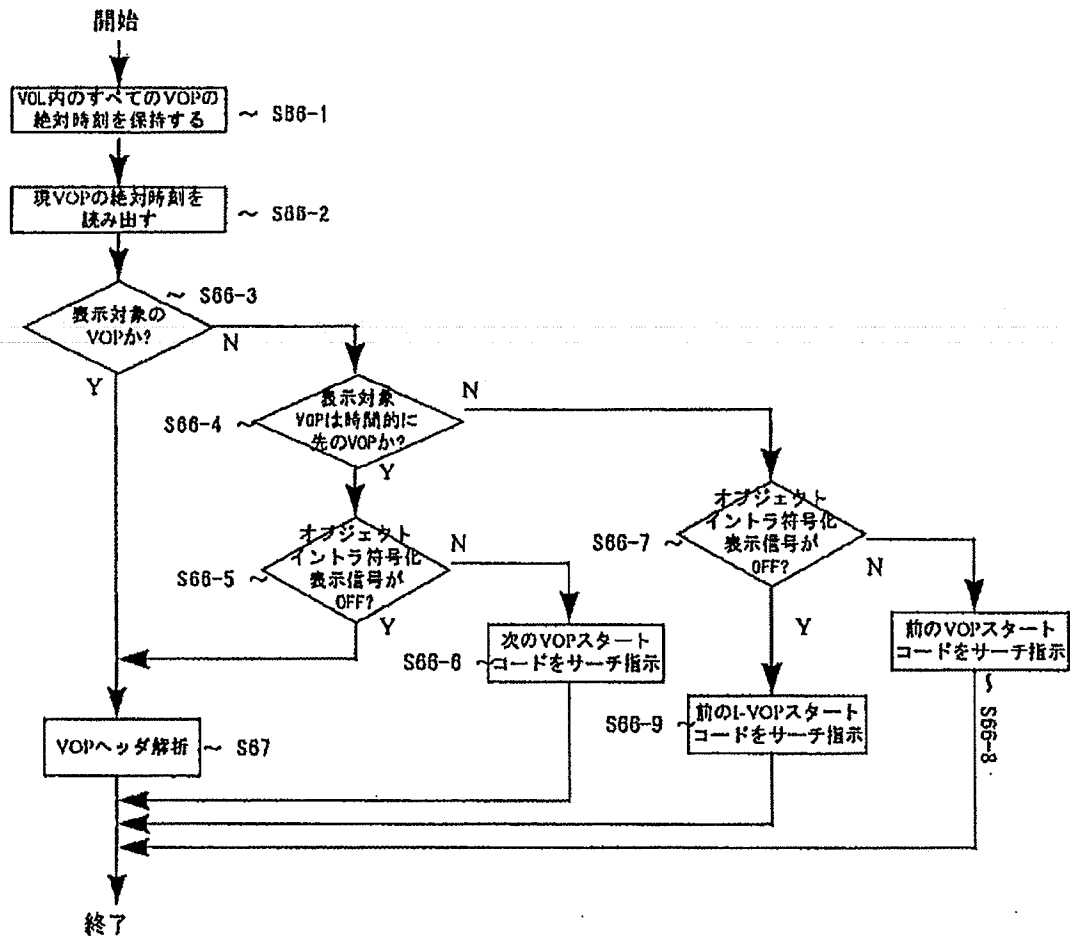 開始
VOL内のすべてのVOPの
絶対時刻を保持する
～ S66-1
現VOPの絶対時刻を
読み出す
～ S66-2
～ S66-3
表示対象の
VOPか?
N
Y
表示対象
VOPは時間的に
先のVOPか?
S66-4 ～
N
Y
オブジェクト
イントラ符号化
表示信号が
OFF?
S66-5 ～
N
Y
オブジェクト
イントラ符号化
表示信号が
OFF?
S66-7 ～
N
Y
次のVOPスタート
コードをサーチ指示
S66-6 ～
前のVOPスタート
コードをサーチ指示
～ S66-8
前のI-VOPスタート
コードをサーチ指示
S66-9 ～
VOPヘッダ解析
～ S67
終了